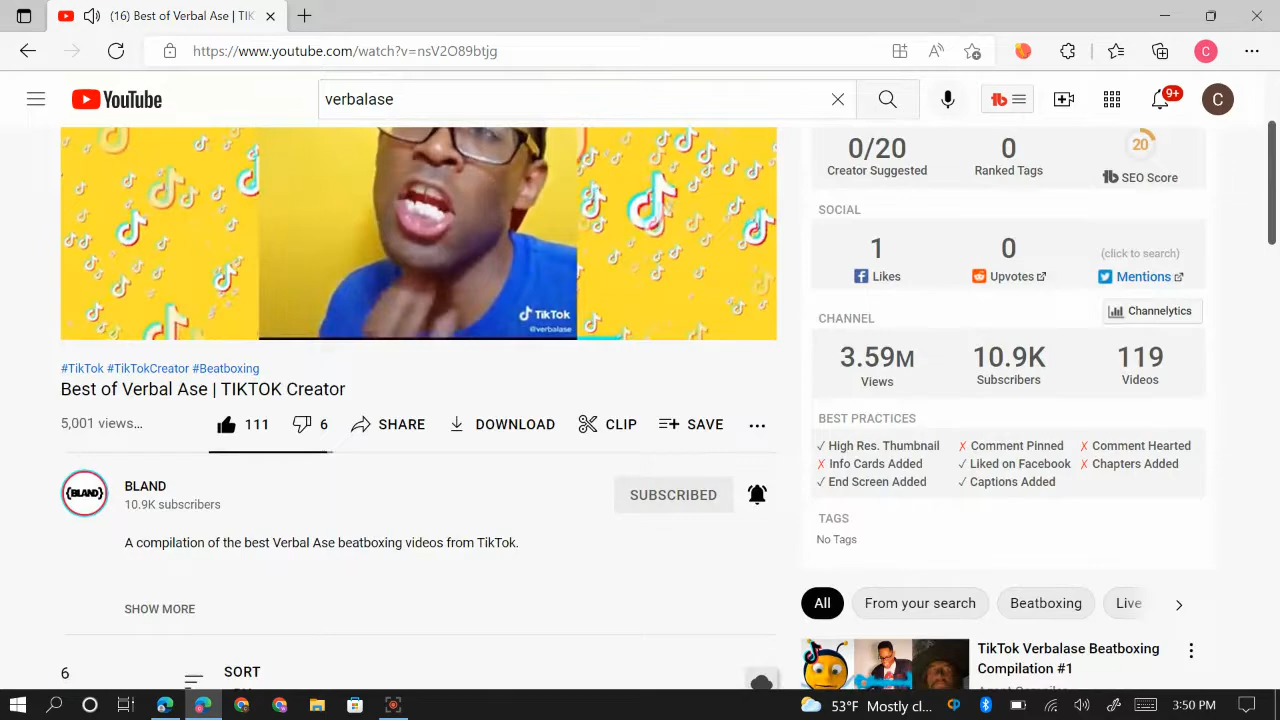 (16) Best of Verbal Ase | TIK
https://www.youtube.com/watch?v=nsV2O89btjg
C
YouTube
verbalase
tb
9+
C
0/20
Creator Suggested
0
Ranked Tags
20
tb SEO Score
SOCIAL
1
Likes
0
Upvotes
(click to search)
Mentions
TikTok
@verbalase
CHANNEL
Channelytics
3.59M
Views
10.9K
Subscribers
119
Videos
#TikTok #TikTokCreator #Beatboxing
Best of Verbal Ase | TIKTOK Creator
5,001 views...
111
6
SHARE
DOWNLOAD
CLIP
SAVE
BEST PRACTICES
✓ High Res. Thumbnail
✗ Comment Pinned
✗ Comment Hearted
✗ Info Cards Added
✓ Liked on Facebook
✗ Chapters Added
✓ End Screen Added
✓ Captions Added
{BLAND}
BLAND
10.9K subscribers
SUBSCRIBED
TAGS
No Tags
A compilation of the best Verbal Ase beatboxing videos from TikTok.
SHOW MORE
All
From your search
Beatboxing
Live
TikTok Verbalase Beatboxing
Compilation #1
6
SORT
53°F Mostly cl...
3:50 PM